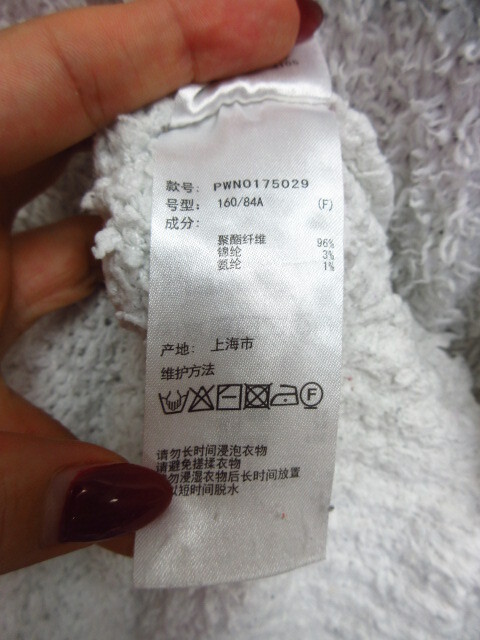 款号: PWN0175029
号型: 160/84A (F)
成分:
聚酯纤维 96%
锦纶 3%
氨纶 1%
产地: 上海市
维护方法
F
请勿长时间浸泡衣物
请避免搓揉衣物
勿浸湿衣物后长时间放置
以短时间脱水